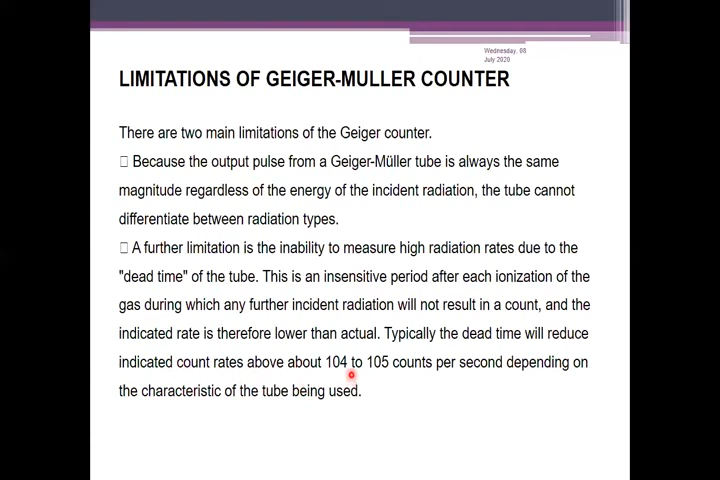 Wednesday, 08
July 2020
LIMITATIONS OF GEIGER-MULLER COUNTER
There are two main limitations of the Geiger counter.
Because the output pulse from a Geiger-Müller tube is always the same
magnitude regardless of the energy of the incident radiation, the tube cannot
differentiate between radiation types.
A further limitation is the inability to measure high radiation rates due to the
"dead time" of the tube. This is an insensitive period after each ionization of the
gas during which any further incident radiation will not result in a count, and the
indicated rate is therefore lower than actual. Typically the dead time will reduce
indicated count rates above about 104 to 105 counts per second depending on
the characteristic of the tube being used.